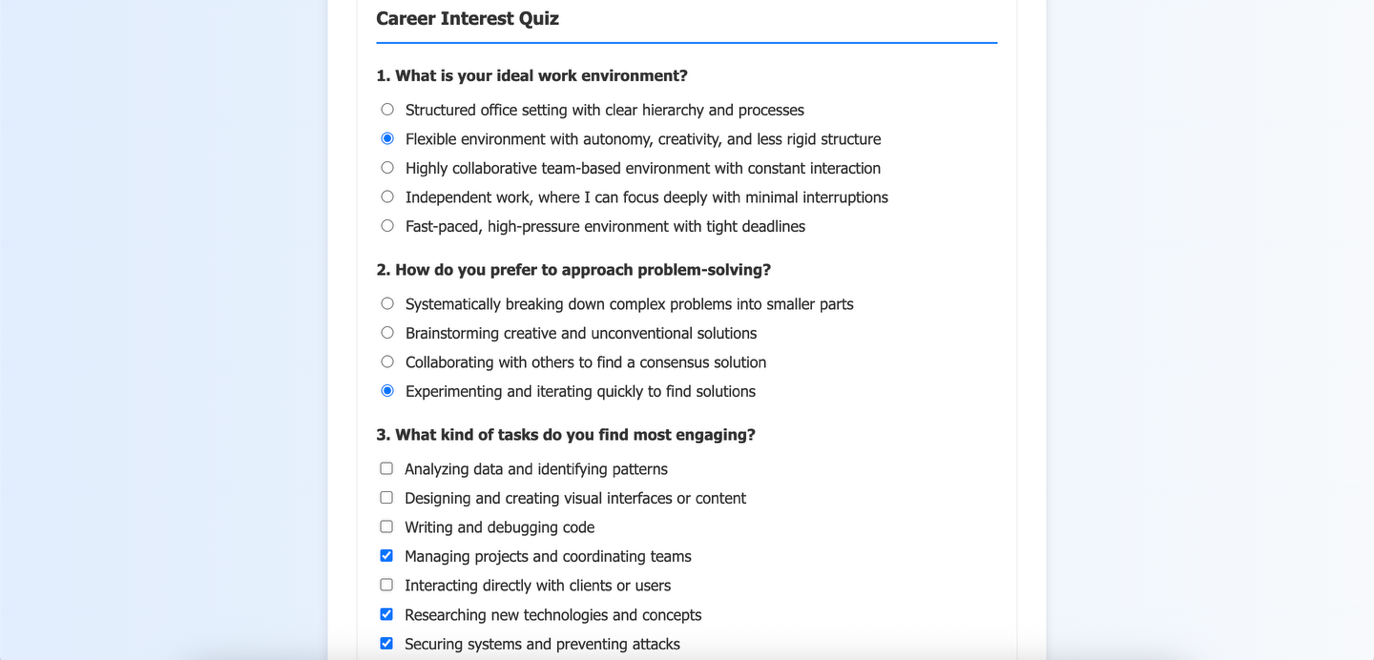 Career Interest Quiz
1. What is your ideal work environment?
Structured office setting with clear hierarchy and processes
Flexible environment with autonomy, creativity, and less rigid structure
Highly collaborative team-based environment with constant interaction
Independent work, where I can focus deeply with minimal interruptions
Fast-paced, high-pressure environment with tight deadlines
2. How do you prefer to approach problem-solving?
Systematically breaking down complex problems into smaller parts
Brainstorming creative and unconventional solutions
Collaborating with others to find a consensus solution
Experimenting and iterating quickly to find solutions
3. What kind of tasks do you find most engaging?
Analyzing data and identifying patterns
Designing and creating visual interfaces or content
Writing and debugging code
Managing projects and coordinating teams
Interacting directly with clients or users
Researching new technologies and concepts
Securing systems and preventing attacks